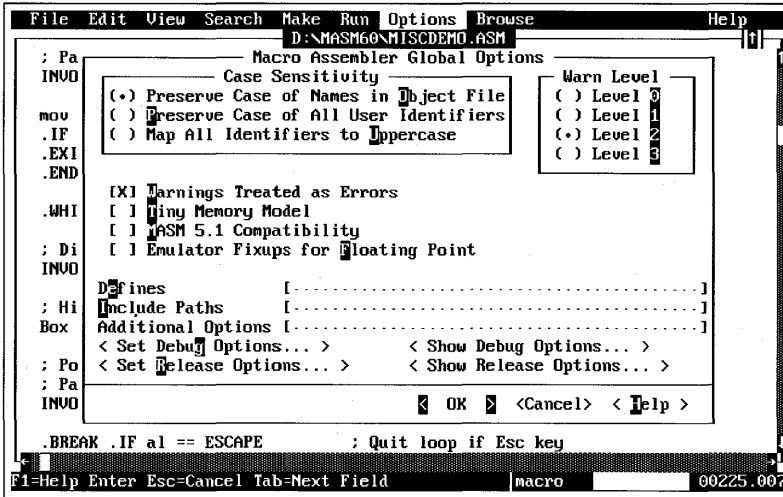 File Edit View Search Make Run Options Browse Help
D:\MASM60\MISCDEMO.ASM
; Pa
Macro Assembler Global Options
INVO
Case Sensitivity
Warn Level
(•) Preserve Case of Names in Object File
( ) Level 0
mov
( ) Preserve Case of All User Identifiers
( ) Level 1
.IF
( ) Map All Identifiers to Uppercase
(•) Level 2
.EXI
( ) Level 3
.END
[X] Warnings Treated as Errors
.WHI
[ ] Tiny Memory Model
[ ] MASM 5.1 Compatibility
; Di
[ ] Emulator Fixups for Floating Point
INVO
Defines [..................................................]
; Hi
Include Paths [..................................................]
Box
Additional Options [..................................................]
< Set Debug Options... > < Show Debug Options... >
; Po
< Set Release Options... > < Show Release Options... >
; Pa
INVO
< OK > <Cancel> < Help >
.BREAK .IF al == ESCAPE ; Quit loop if Esc key
F1=Help Enter Esc=Cancel Tab=Next Field macro 00225.007